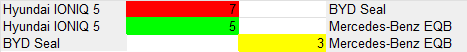 Hyundai IONIQ 5 7 BYD Seal
Hyundai IONIQ 5 5 Mercedes-Benz EQB
BYD Seal 3 Mercedes-Benz EQB